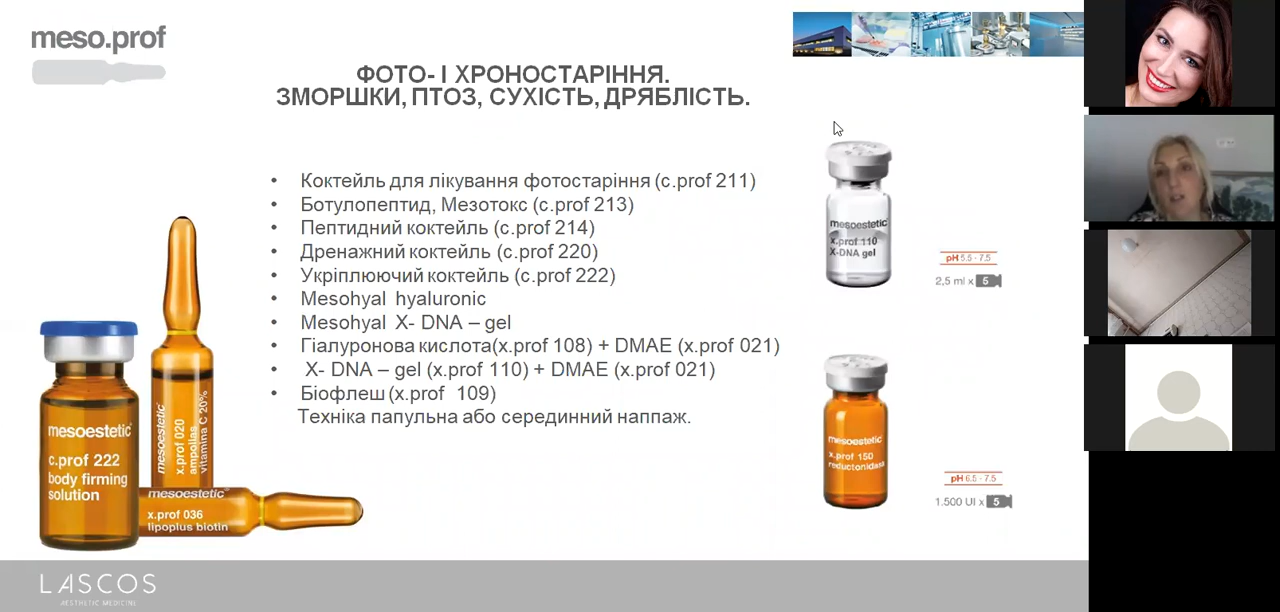 meso.prof
ФОТО- І ХРОНОСТАРІННЯ.
ЗМОРШКИ, ПТОЗ, СУХІСТЬ, ДРЯБЛІСТЬ.
• Коктейль для лікування фотостаріння (c.prof 211)
• Ботулопептид, Мезотокс (c.prof 213)
• Пептидний коктейль (c.prof 214)
• Дренажний коктейль (c.prof 220)
• Укріплюючий коктейль (c.prof 222)
• Mesohyal hyaluronic
• Mesohyal X- DNA – gel
• Гіалуронова кислота(x.prof 108) + DMAE (x.prof 021)
• X- DNA – gel (x.prof 110) + DMAE (x.prof 021)
• Біофлеш (x.prof 109)
Техніка папульна або серединний наппаж.
mesoestetic
x.prof 110
X-DNA gel
pH 5.5 - 7.5
2,5 ml x 5
mesoestetic
x.prof 150
reductonidasa
pH 6.5 - 7.5
1.500 UI x 5
mesoestetic
c.prof 222
body firming
solution
mesoestetic
x.prof 020
ampollas
vitamina C 20%
mesoestetic
x.prof 036
lipoplus biotin
LASCOS
AESTHETIC MEDICINE